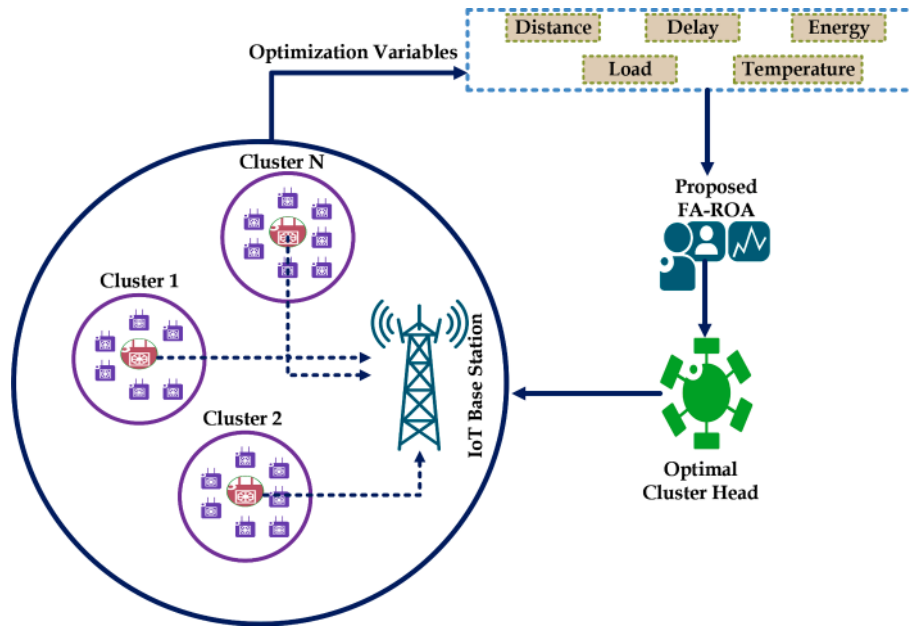 Distance
Delay
Energy
Optimization Variables
Load
Temperature
Cluster N
Proposed
FA-ROA
Cluster 1
IoT Base Station
Cluster 2
Optimal
Cluster Head